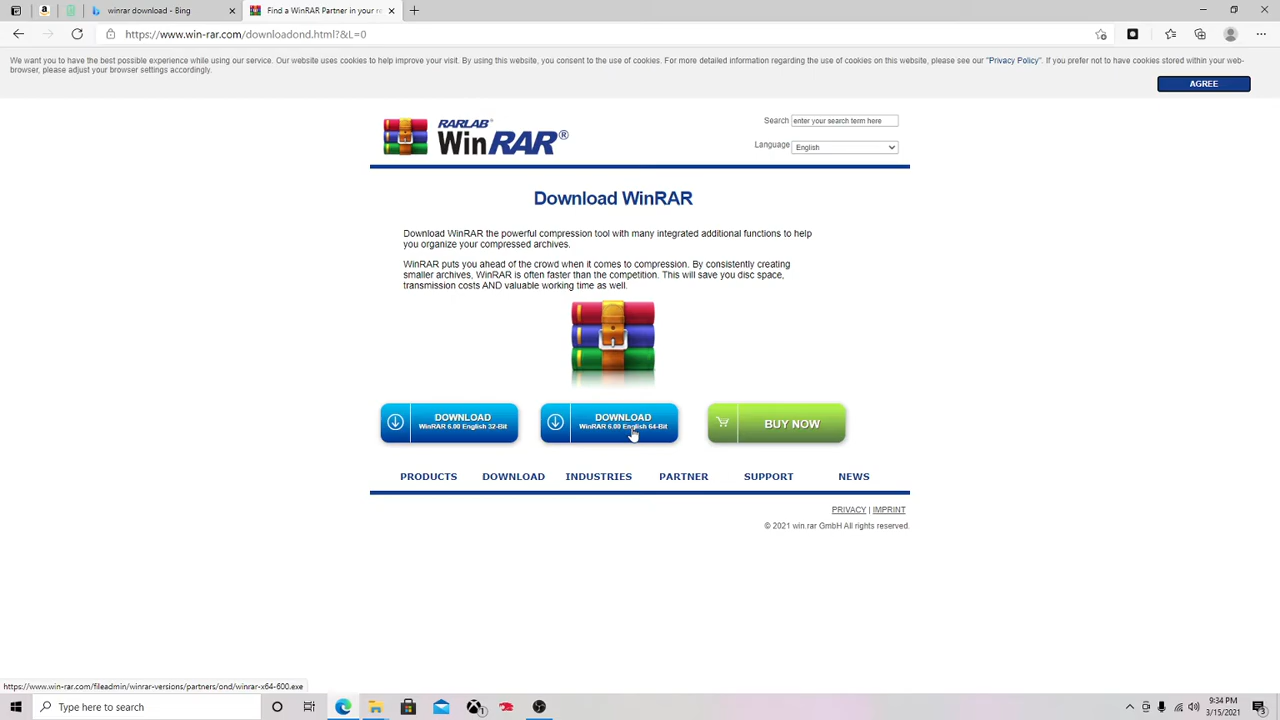 winrar download - Bing
Find a WinRAR Partner in your re
https://www.win-rar.com/downloadond.html?&L=0
We want you to have the best possible experience while using our service. Our website uses cookies to help improve your visit. By using this website, you consent to the use of cookies. For more detailed information regarding the use of cookies on this website, please see our "Privacy Policy". If you prefer not to have cookies stored within your web-
browser, please adjust your browser settings accordingly.
AGREE
RARLAB®
WinRAR®
Search enter your search term here
Language English
Download WinRAR
Download WinRAR the powerful compression tool with many integrated additional functions to help
you organize your compressed archives.
WinRAR puts you ahead of the crowd when it comes to compression. By consistently creating
smaller archives, WinRAR is often faster than the competition. This will save you disc space,
transmission costs AND valuable working time as well.
DOWNLOAD
WinRAR 6.00 English 32-Bit
DOWNLOAD
WinRAR 6.00 English 64-Bit
BUY NOW
PRODUCTS DOWNLOAD INDUSTRIES PARTNER SUPPORT NEWS
PRIVACY | IMPRINT
© 2021 win.rar GmbH All rights reserved.
https://www.win-rar.com/fileadmin/winrar-versions/partners/ond/winrar-x64-600.exe
Type here to search
9:34 PM
3/15/2021